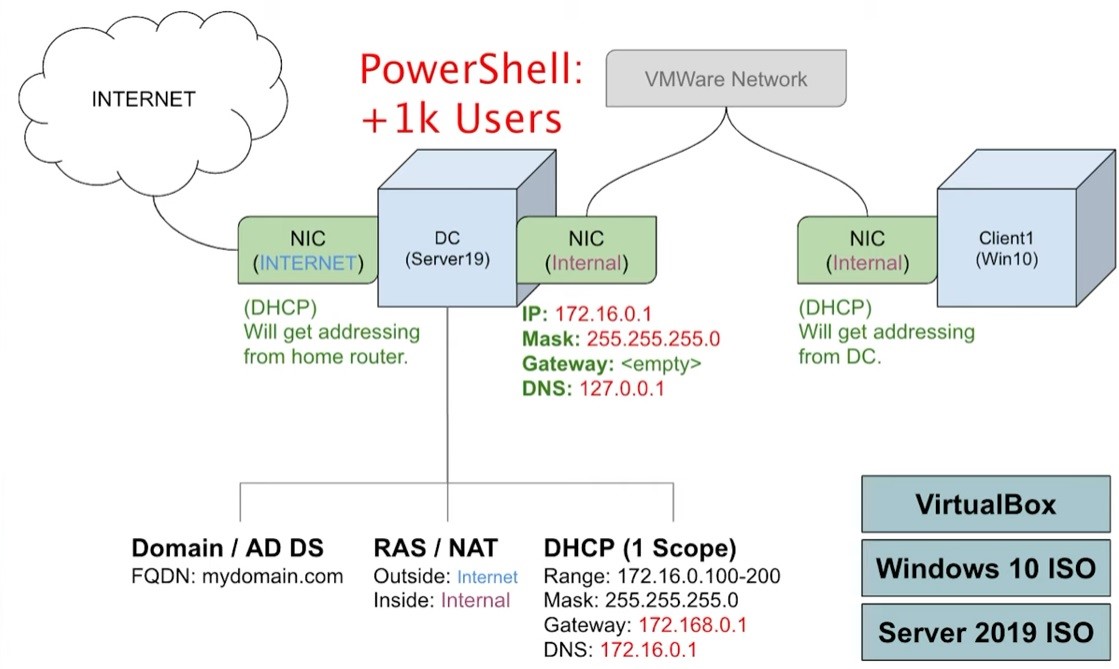 INTERNET
PowerShell:
+1k Users
VMWare Network
NIC
(INTERNET)
DC
(Server19)
NIC
(Internal)
NIC
(Internal)
Client1
(Win10)
(DHCP)
Will get addressing
from home router.
IP: 172.16.0.1
Mask: 255.255.255.0
Gateway: <empty>
DNS: 127.0.0.1
(DHCP)
Will get addressing
from DC.
Domain / AD DS
FQDN: mydomain.com
RAS / NAT
Outside: Internet
Inside: Internal
DHCP (1 Scope)
Range: 172.16.0.100-200
Mask: 255.255.255.0
Gateway: 172.168.0.1
DNS: 172.16.0.1
VirtualBox
Windows 10 ISO
Server 2019 ISO